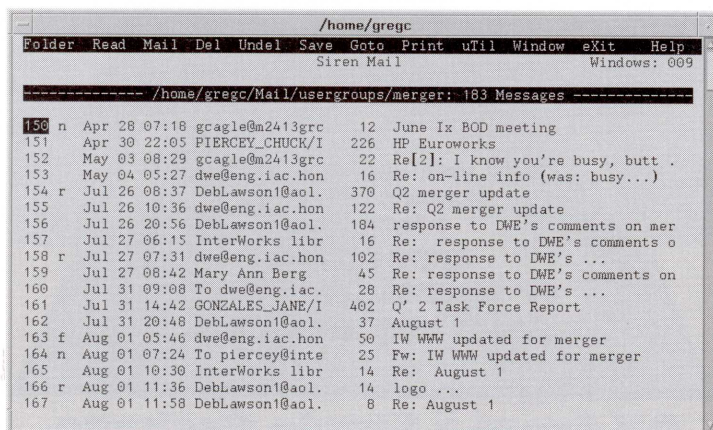 /home/gregc
Folder Read Mail Del Undel Save Goto Print uTil Window eXit Help
Siren Mail Windows: 009
-------------- /home/gregc/Mail/usergroups/merger: 183 Messages --------------
150 n Apr 28 07:18 gcagle@m2413grc 12 June Ix BOD meeting
151 Apr 30 22:05 PIERCEY_CHUCK/I 226 HP Euroworks
152 May 03 08:29 gcagle@m2413grc 22 Re[2]: I know you're busy, butt .
153 May 04 05:27 dwe@eng.iac.hon 16 Re: on-line info (was: busy...)
154 r Jul 26 08:37 DebLawson1@aol. 370 Q2 merger update
155 Jul 26 10:36 dwe@eng.iac.hon 122 Re: Q2 merger update
156 Jul 26 20:56 DebLawson1@aol. 184 response to DWE's comments on mer
157 Jul 27 06:15 InterWorks libr 16 Re: response to DWE's comments o
158 r Jul 27 07:31 dwe@eng.iac.hon 102 Re: response to DWE's ...
159 Jul 27 08:42 Mary Ann Berg 45 Re: response to DWE's comments on
160 Jul 31 09:08 To dwe@eng.iac. 28 Re: response to DWE's ...
161 Jul 31 14:42 GONZALES_JANE/I 402 Q' 2 Task Force Report
162 Jul 31 20:48 DebLawson1@aol. 37 August 1
163 f Aug 01 05:46 dwe@eng.iac.hon 50 IW WWW updated for merger
164 n Aug 01 07:24 To piercey@inte 25 Fw: IW WWW updated for merger
165 Aug 01 10:30 InterWorks libr 14 Re: August 1
166 r Aug 01 11:36 DebLawson1@aol. 14 logo ...
167 Aug 01 11:58 DebLawson1@aol. 8 Re: August 1